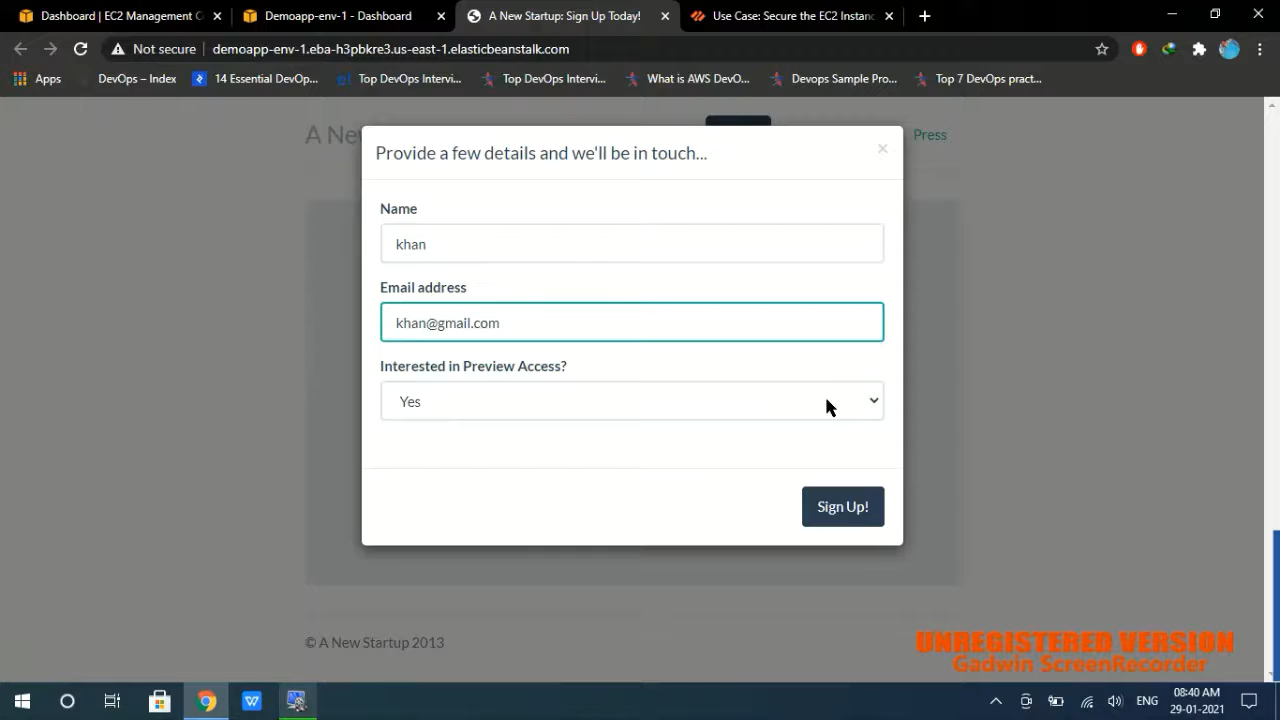 Dashboard | EC2 Management C
Demoapp-env-1 - Dashboard
A New Startup: Sign Up Today!
Use Case: Secure the EC2 Instanc
Not secure
demoapp-env-1.eba-h3pbkre3.us-east-1.elasticbeanstalk.com
Apps
DevOps – Index
14 Essential DevOp...
Top DevOps Intervi...
Top DevOps Intervi...
What is AWS DevO...
Devops Sample Pro...
Top 7 DevOps pract...
A Ne
Press
Provide a few details and we'll be in touch...
×
Name
khan
Email address
khan@gmail.com
Interested in Preview Access?
Yes
Sign Up!
© A New Startup 2013
UNREGISTERED VERSION
Gadwin ScreenRecorder
ENG
08:40 AM
29-01-2021